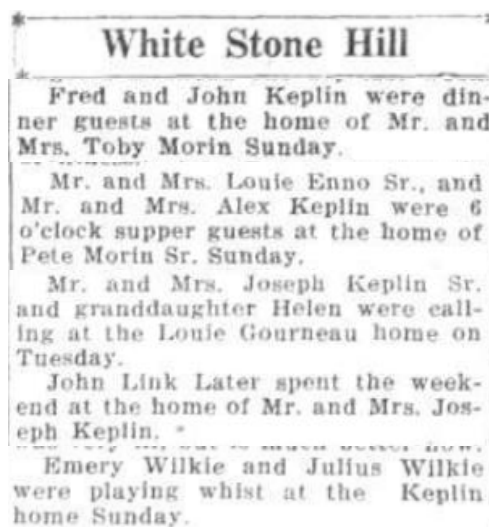 White Stone Hill
Fred and John Keplin were din-
ner guests at the home of Mr. and
Mrs. Toby Morin Sunday.
Mr. and Mrs. Louie Enno Sr., and
Mr. and Mrs. Alex Keplin were 6
o'clock supper guests at the home of
Pete Morin Sr. Sunday.
Mr. and Mrs. Joseph Keplin Sr.
and granddaughter Helen were call-
ing at the Louie Gourneau home on
Tuesday.
John Link Later spent the week-
end at the home of Mr. and Mrs. Jos-
eph Keplin.
but is much better now.
Emery Wilkie and Julius Wilkie
were playing whist at the Keplin
home Sunday.